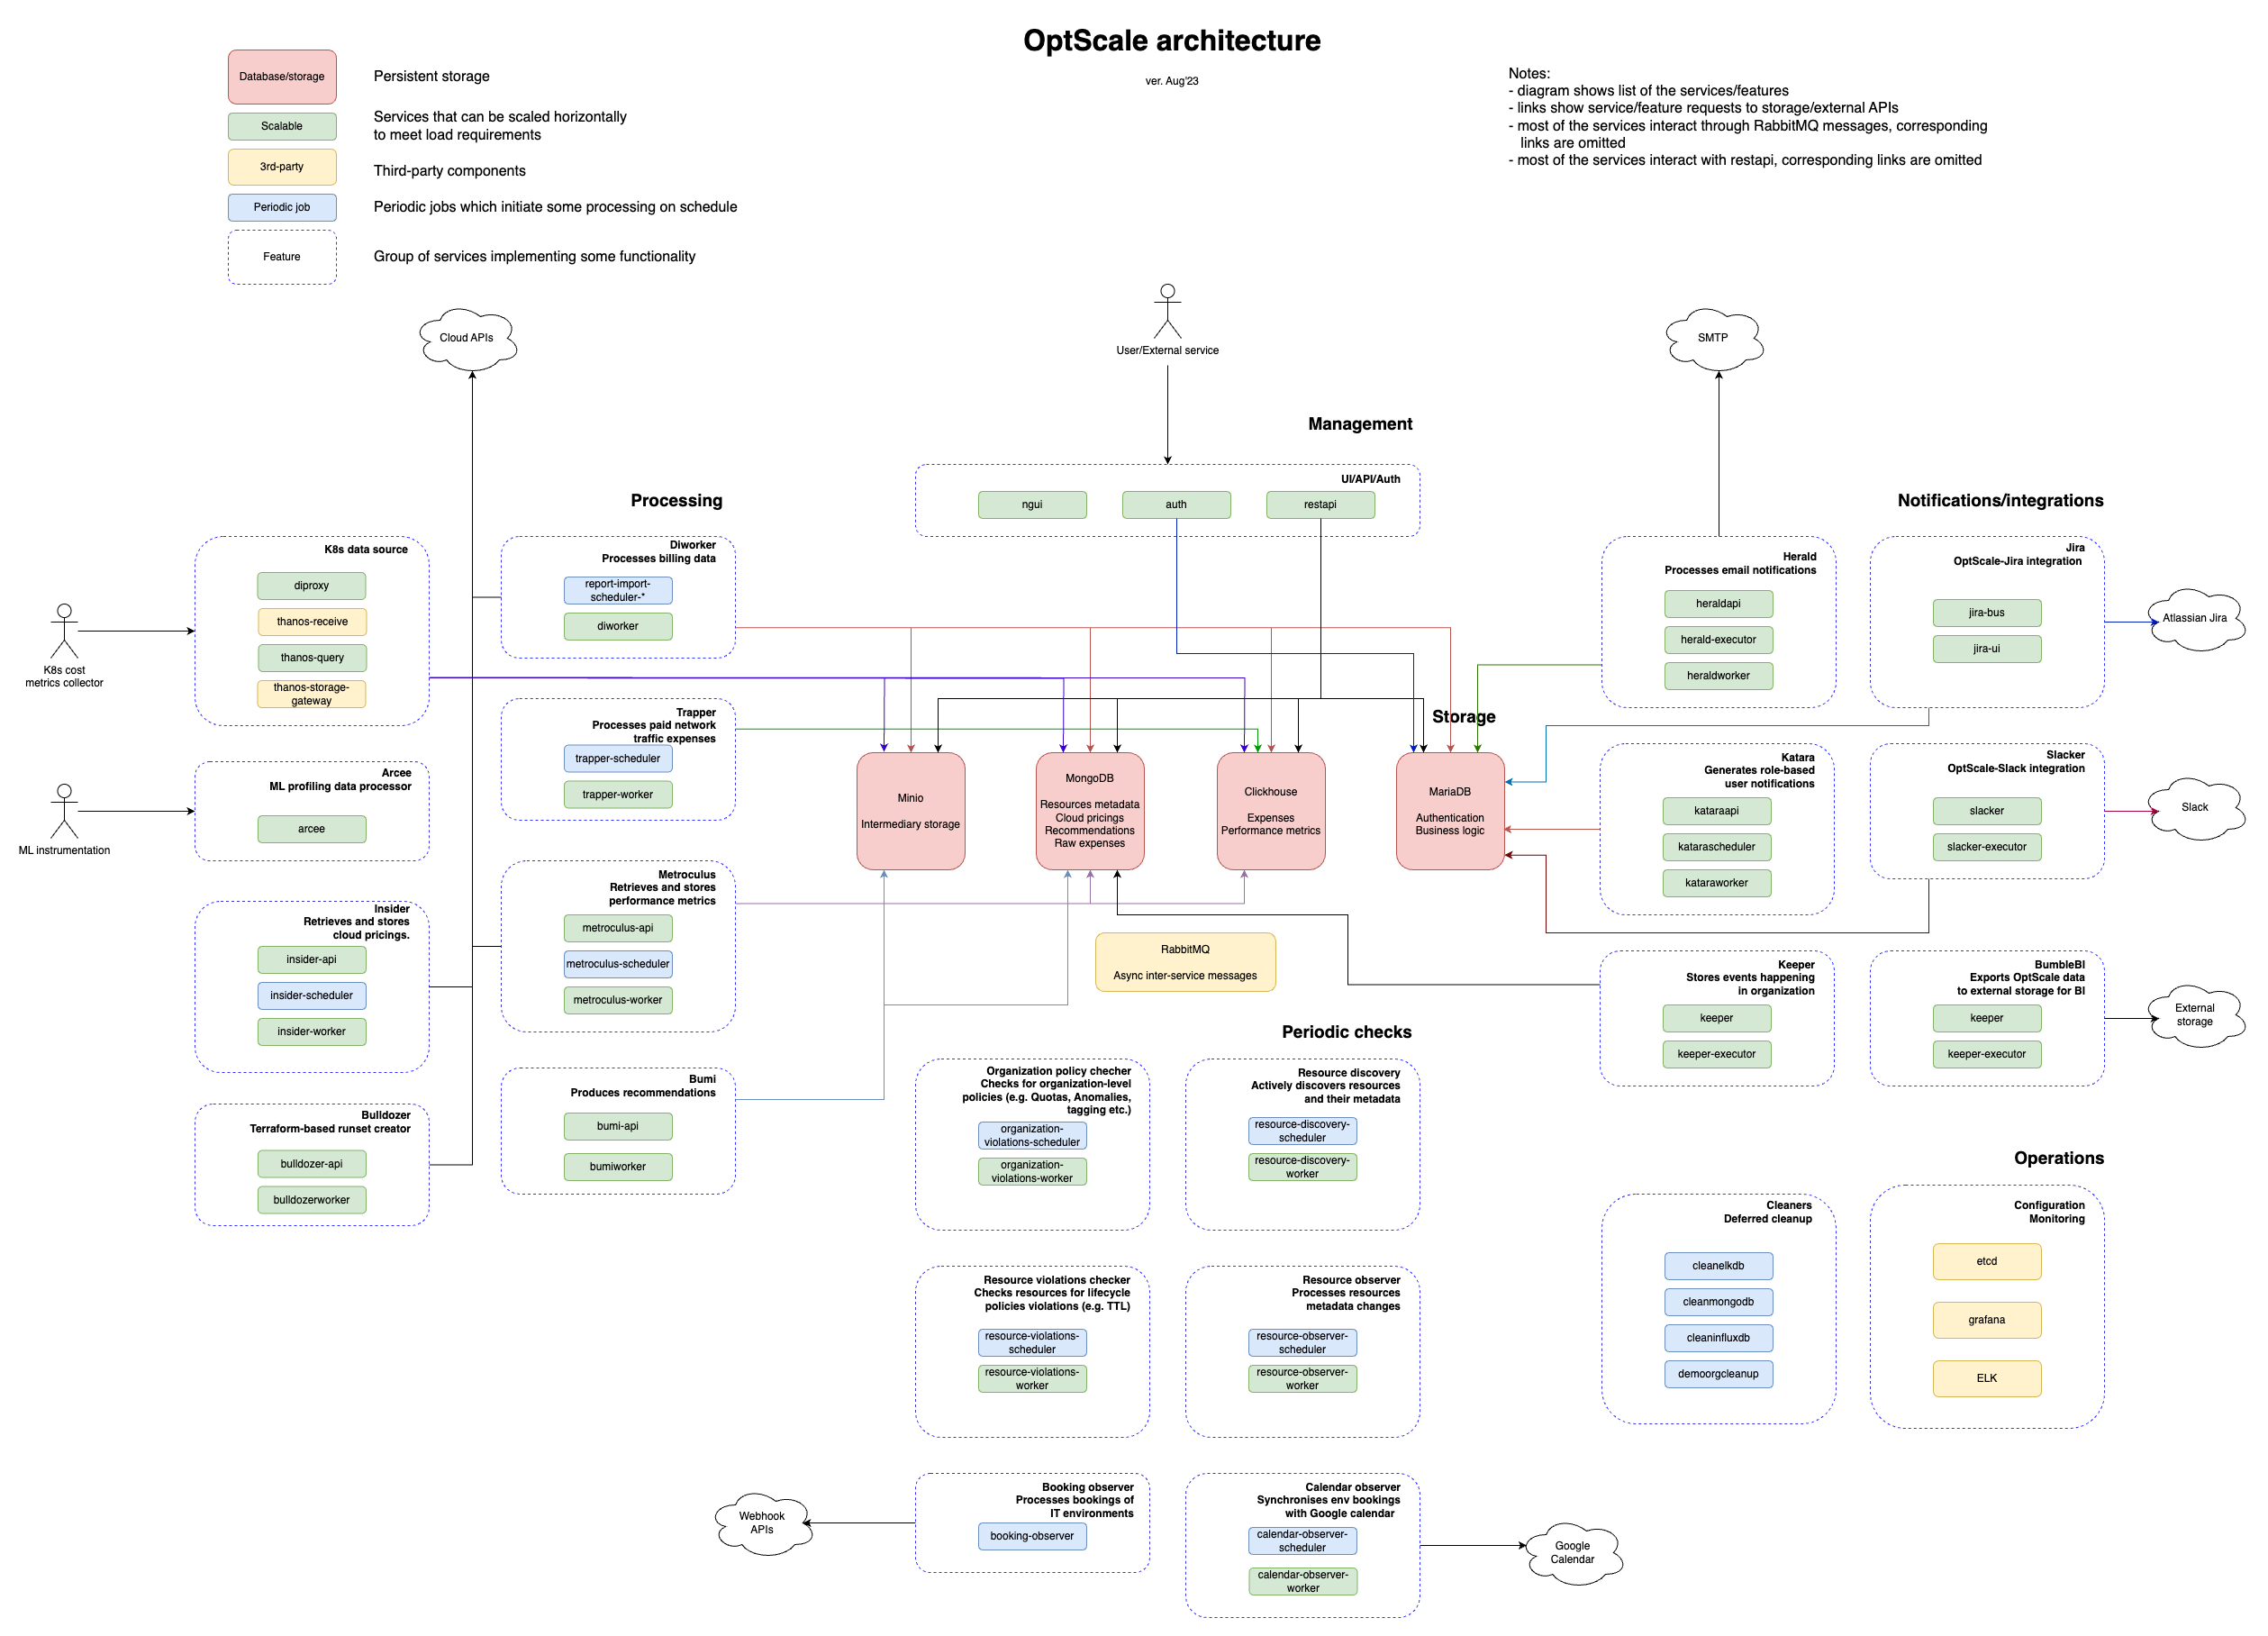 OptScale architecture
ver. Aug'23
Database/storage
Persistent storage
Scalable
Services that can be scaled horizontally
to meet load requirements
3rd-party
Third-party components
Periodic job
Periodic jobs which initiate some processing on schedule
Feature
Group of services implementing some functionality
Notes:
- diagram shows list of the services/features
- links show service/feature requests to storage/external APIs
- most of the services interact through RabbitMQ messages, corresponding
links are omitted
- most of the services interact with restapi, corresponding links are omitted
Cloud APIs
User/External service
SMTP
Management
UI/API/Auth
ngui
auth
restapi
Processing
Notifications/integrations
K8s data source
diproxy
thanos-receive
thanos-query
thanos-storage-
gateway
K8s cost
metrics collector
Diworker
Processes billing data
report-import-
scheduler-*
diworker
Herald
Processes email notifications
heraldapi
herald-executor
heraldworker
Jira
OptScale-Jira integration
jira-bus
jira-ui
Atlassian Jira
Trapper
Processes paid network
traffic expenses
trapper-scheduler
trapper-worker
Storage
Minio
Intermediary storage
MongoDB
Resources metadata
Cloud pricings
Recommendations
Raw expenses
Clickhouse
Expenses
Performance metrics
MariaDB
Authentication
Business logic
Katara
Generates role-based
user notifications
kataraapi
katarascheduler
kataraworker
Slacker
OptScale-Slack integration
slacker
slacker-executor
Slack
Arcee
ML profiling data processor
arcee
ML instrumentation
Metroculus
Retrieves and stores
performance metrics
metroculus-api
metroculus-scheduler
metroculus-worker
Insider
Retrieves and stores
cloud pricings.
insider-api
insider-scheduler
insider-worker
RabbitMQ
Async inter-service messages
Keeper
Stores events happening
in organization
keeper
keeper-executor
BumbleBI
Exports OptScale data
to external storage for BI
keeper
keeper-executor
External
storage
Bumi
Produces recommendations
bumi-api
bumiworker
Bulldozer
Terraform-based runset creator
bulldozer-api
bulldozerworker
Periodic checks
Organization policy checher
Checks for organization-level
policies (e.g. Quotas, Anomalies,
tagging etc.)
organization-
violations-scheduler
organization-
violations-worker
Resource discovery
Actively discovers resources
and their metadata
resource-discovery-
scheduler
resource-discovery-
worker
Operations
Cleaners
Deferred cleanup
cleanelkdb
cleanmongodb
cleaninfluxdb
demoorgcleanup
Configuration
Monitoring
etcd
grafana
ELK
Resource violations checker
Checks resources for lifecycle
policies violations (e.g. TTL)
resource-violations-
scheduler
resource-violations-
worker
Resource observer
Processes resources
metadata changes
resource-observer-
scheduler
resource-observer-
worker
Webhook
APIs
Booking observer
Processes bookings of
IT environments
booking-observer
Calendar observer
Synchronises env bookings
with Google calendar
calendar-observer-
scheduler
calendar-observer-
worker
Google
Calendar